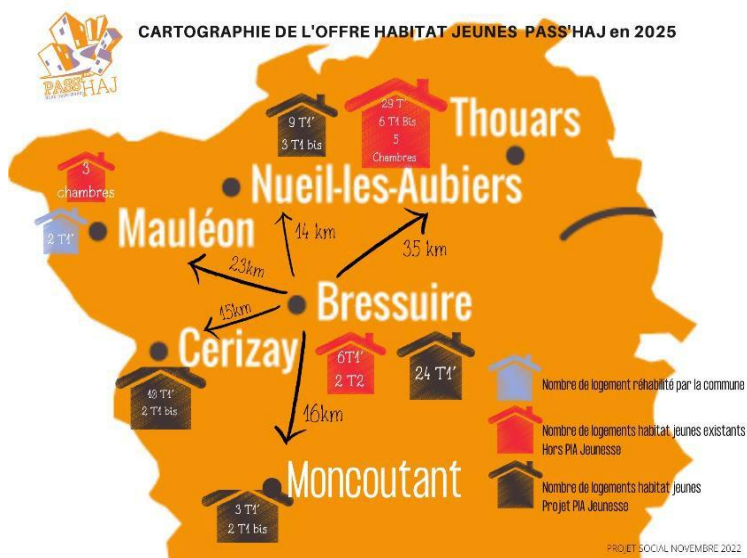 CARTOGRAPHIE DE L'OFFRE HABITAT JEUNES PASS'HAJ en 2025
PASS'HAJ
9 T1'
3 T1 bis
29 T'
6 T1 Bis
5
Chambres
Thouars
3
chambres
Nueil-les-Aubiers
2 T1'
Mauléon
14 km
35 km
23km
Bressuire
15km
Cerizay
6T1'
2 T2
24 T1'
Nombre de logement réhabilité par la commune
2 T1 bis
16km
Nombre de logements habitat jeunes existants
Hors PIA Jeunesse
Moncoutant
Nombre de logements habitat jeunes
Projet PIA Jeunesse
3 T1'
2 T1 bis
PROJET SOCIAL NOVEMBRE 2022